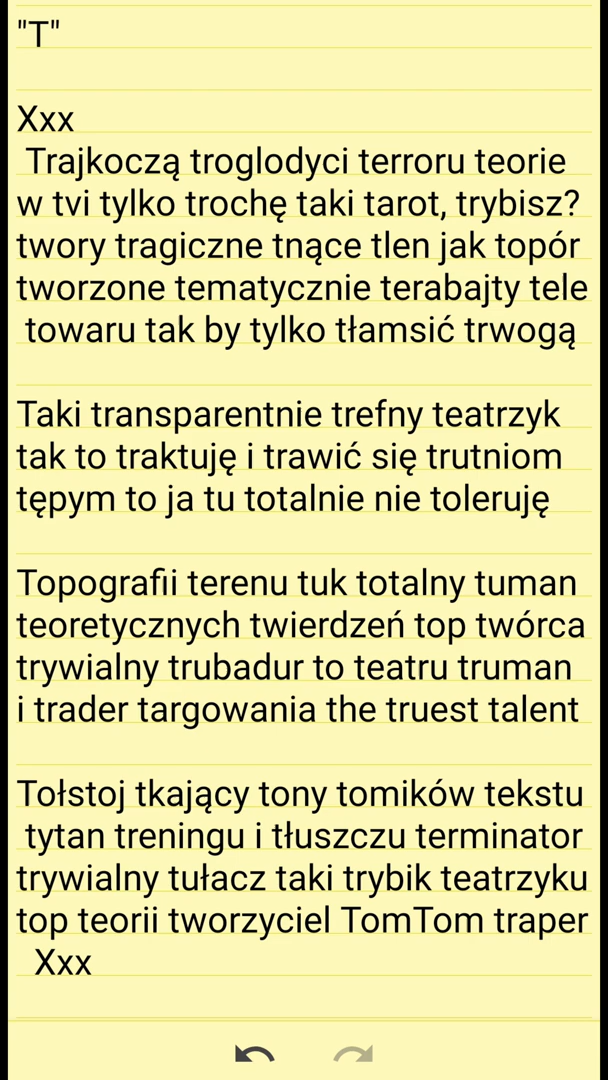 "T"
Xxx
Trajkoczą troglodyci terroru teorie
w tvi tylko trochę taki tarot, trybisz?
twory tragiczne tnące tlen jak topór
tworzone tematycznie terabajty tele
towaru tak by tylko tłamsić trwogą
Taki transparentnie trefny teatrzyk
tak to traktuję i trawić się trutniom
tępym to ja tu totalnie nie toleruję
Topografii terenu tuk totalny tuman
teoretycznych twierdzeń top twórca
trywialny trubadur to teatru truman
i trader targowania the truest talent
Tołstoj tkający tony tomików tekstu
tytan treningu i tłuszczu terminator
trywialny tułacz taki trybik teatrzyku
top teorii tworzyciel TomTom traper
Xxx